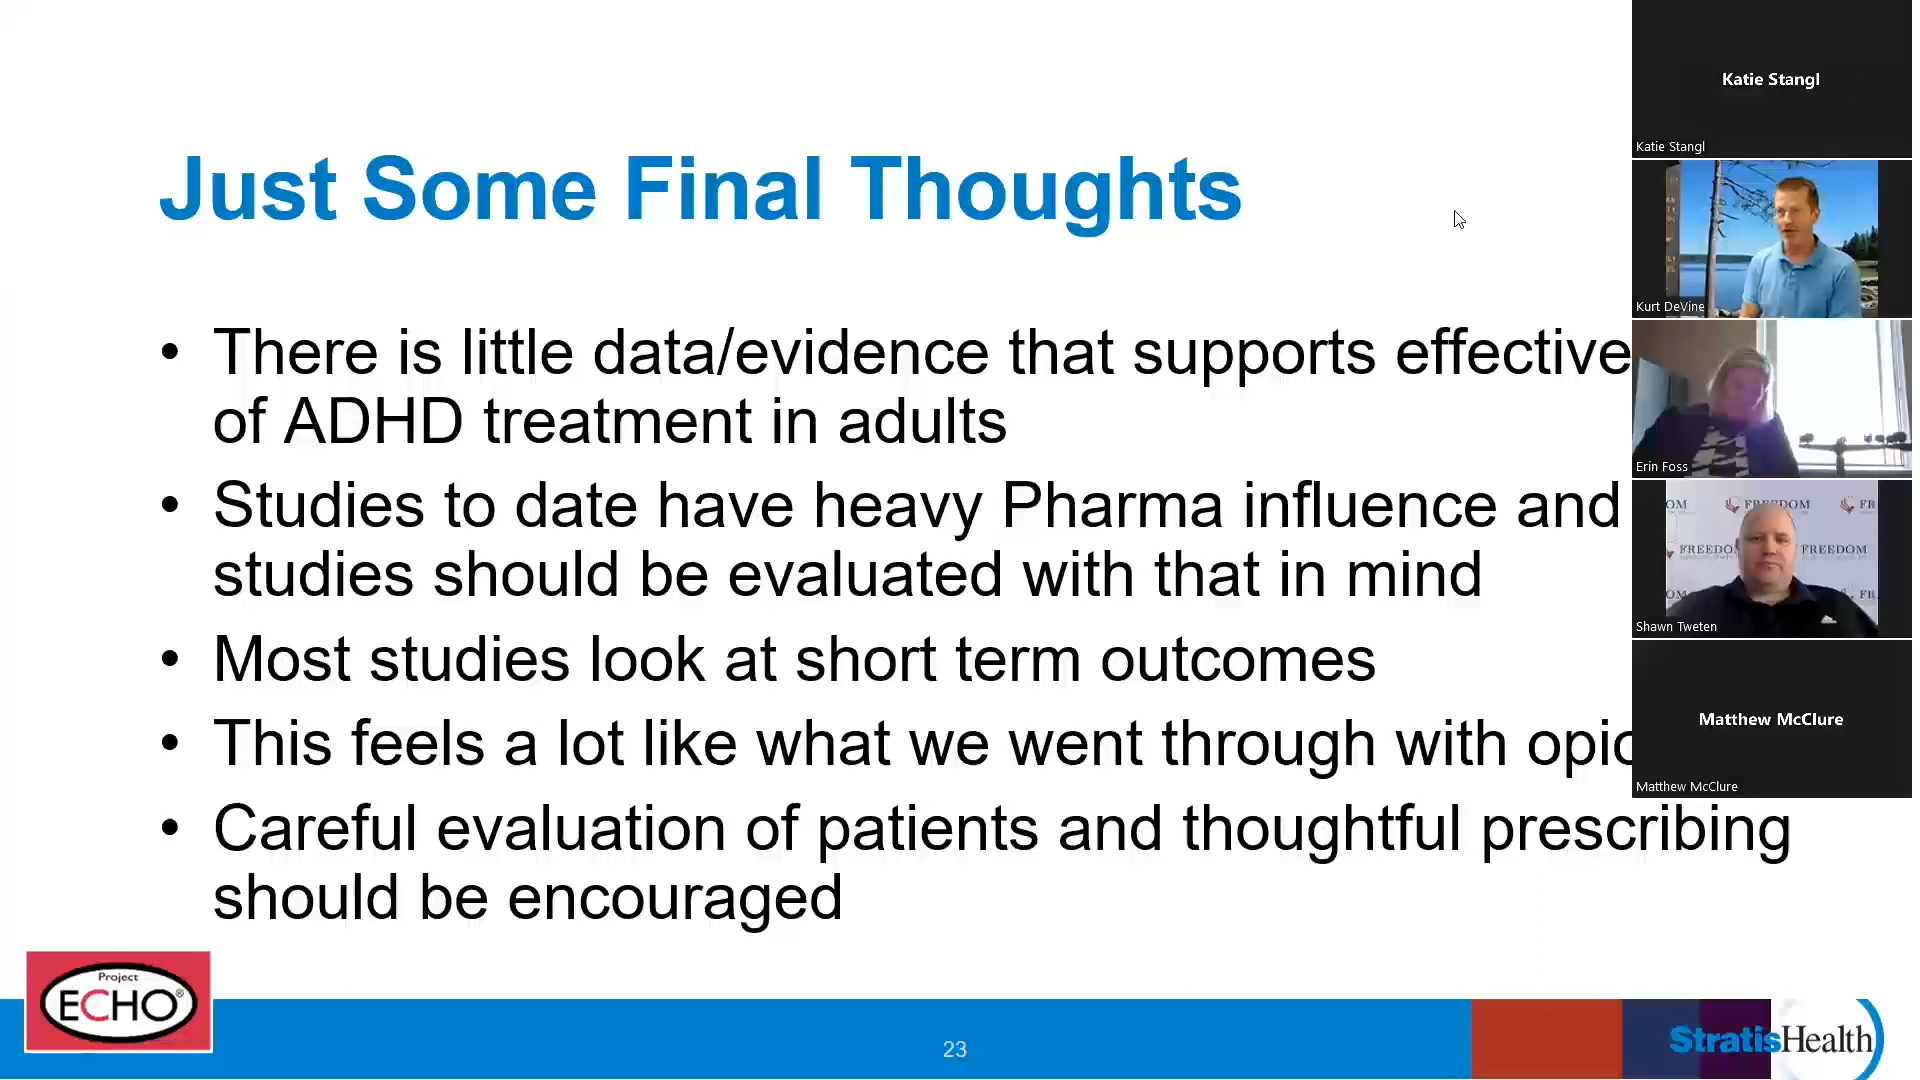 Just Some Final Thoughts
• There is little data/evidence that supports effective
of ADHD treatment in adults
• Studies to date have heavy Pharma influence and
studies should be evaluated with that in mind
• Most studies look at short term outcomes
• This feels a lot like what we went through with
• Careful evaluation of patients and thoughtful prescribing
should be encouraged
Project
ECHO®
23
StratisHealth
Katie Stangl
Katie Stangl
Kurt DeVine
Erin Foss
FREEDOM
FREEDOM
Shawn Tweten
Matthew McClure
Matthew McClure